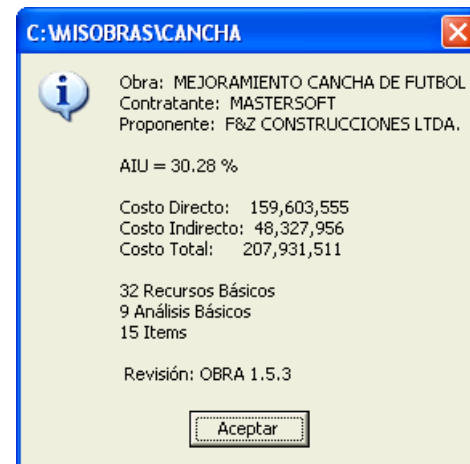 C:\MISOBRAS\CANCHA
Obra: MEJORAMIENTO CANCHA DE FUTBOL
Contratante: MASTERSOFT
Proponente: F&Z CONSTRUCCIONES LTDA.
AIU = 30.28 %
Costo Directo: 159,603,555
Costo Indirecto: 48,327,956
Costo Total: 207,931,511
32 Recursos Básicos
9 Análisis Básicos
15 Items
Revisión: OBRA 1.5.3
Aceptar